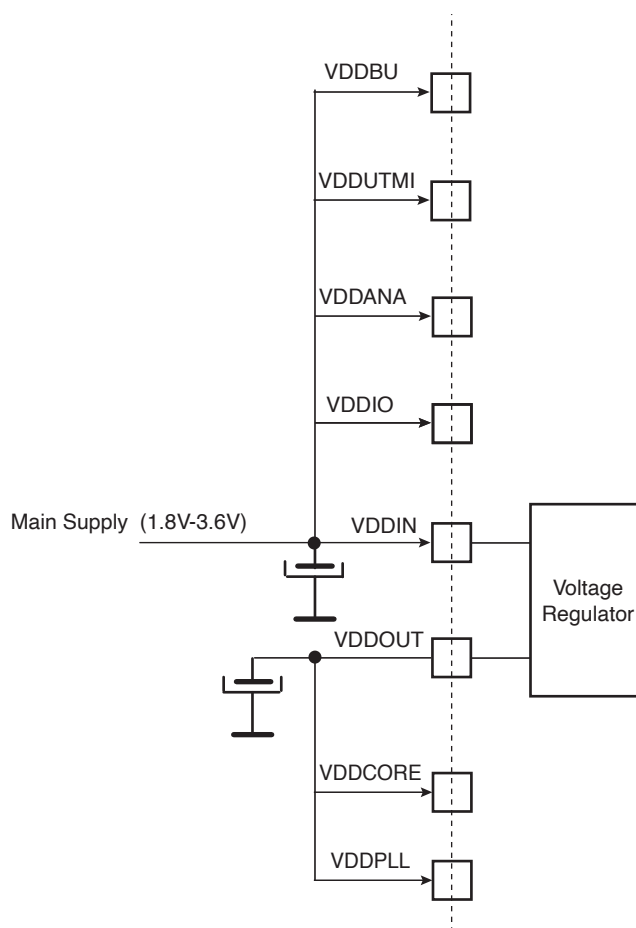 VDDBU
VDDUTMI
VDDANA
VDDIO
Main Supply (1.8V-3.6V)
VDDIN
Voltage
Regulator
VDDOUT
VDDCORE
VDDPLL